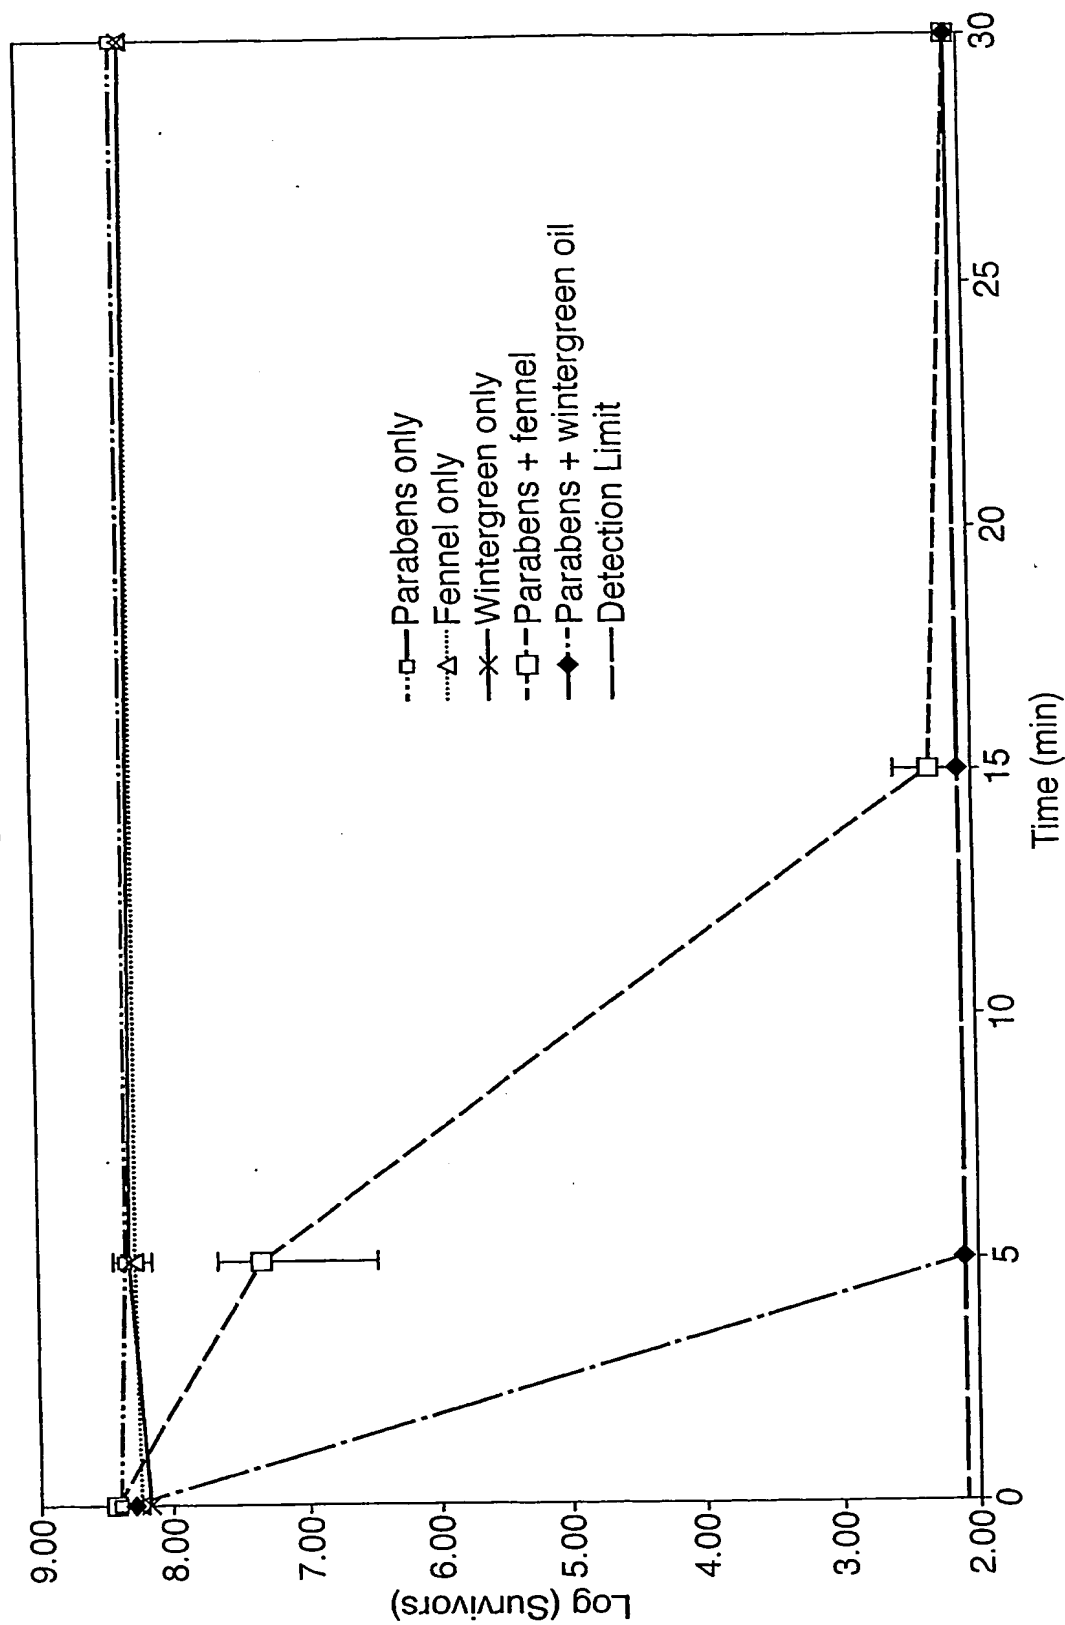 9.00
8.00
7.00
6.00
5.00
4.00
3.00
2.00
Log (Survivors)
0
5
10
15
20
25
30
Time (min)
Parabens only
Fennel only
Wintergreen only
Parabens + fennel
Parabens + wintergreen oil
Detection Limit